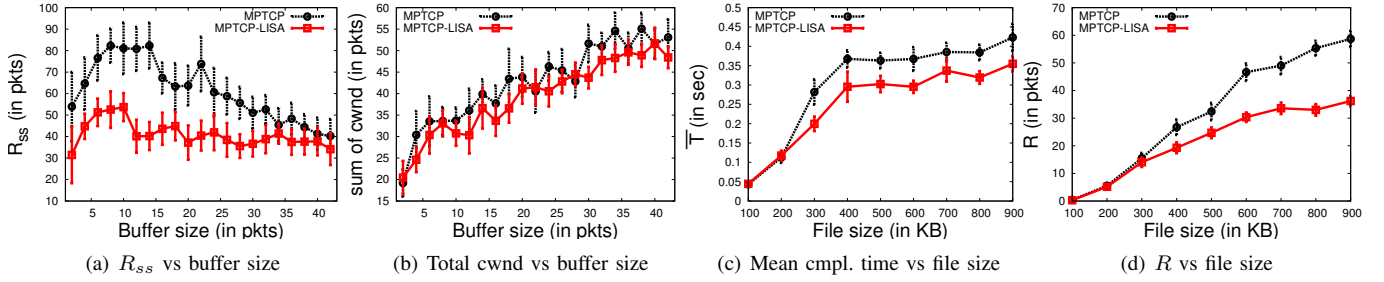 R_ss (in pkts)
100
90
80
70
60
50
40
30
20
10
MPTCP
MPTCP-LISA
5 10 15 20 25 30 35 40
Buffer size (in pkts)
(a) R_ss vs buffer size
sum of cwnd (in pkts)
60
55
50
45
40
35
30
25
20
15
MPTCP
MPTCP-LISA
5 10 15 20 25 30 35 40
Buffer size (in pkts)
(b) Total cwnd vs buffer size
T̅ (in sec)
0.5
0.45
0.4
0.35
0.3
0.25
0.2
0.15
0.1
0.05
0
MPTCP
MPTCP-LISA
100 200 300 400 500 600 700 800 900
File size (in KB)
(c) Mean cmpl. time vs file size
R (in pkts)
70
60
50
40
30
20
10
0
MPTCP
MPTCP-LISA
100 200 300 400 500 600 700 800 900
File size (in KB)
(d) R vs file size